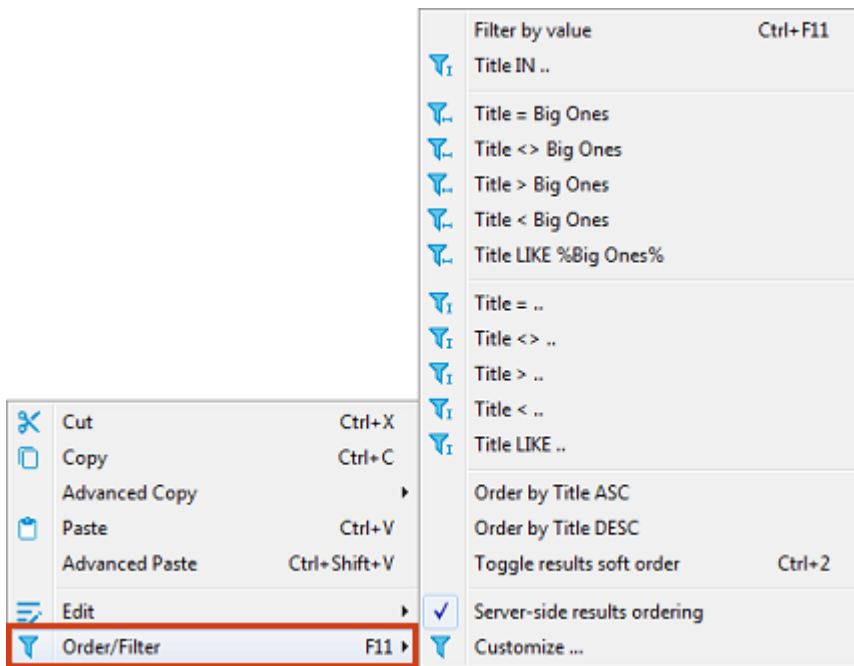 Cut Ctrl+X
Copy Ctrl+C
Advanced Copy
Paste Ctrl+V
Advanced Paste Ctrl+Shift+V
Edit
Order/Filter F11
Filter by value Ctrl+F11
Title IN ..
Title = Big Ones
Title <> Big Ones
Title > Big Ones
Title < Big Ones
Title LIKE %Big Ones%
Title = ..
Title <> ..
Title > ..
Title < ..
Title LIKE ..
Order by Title ASC
Order by Title DESC
Toggle results soft order Ctrl+2
Server-side results ordering
Customize ...